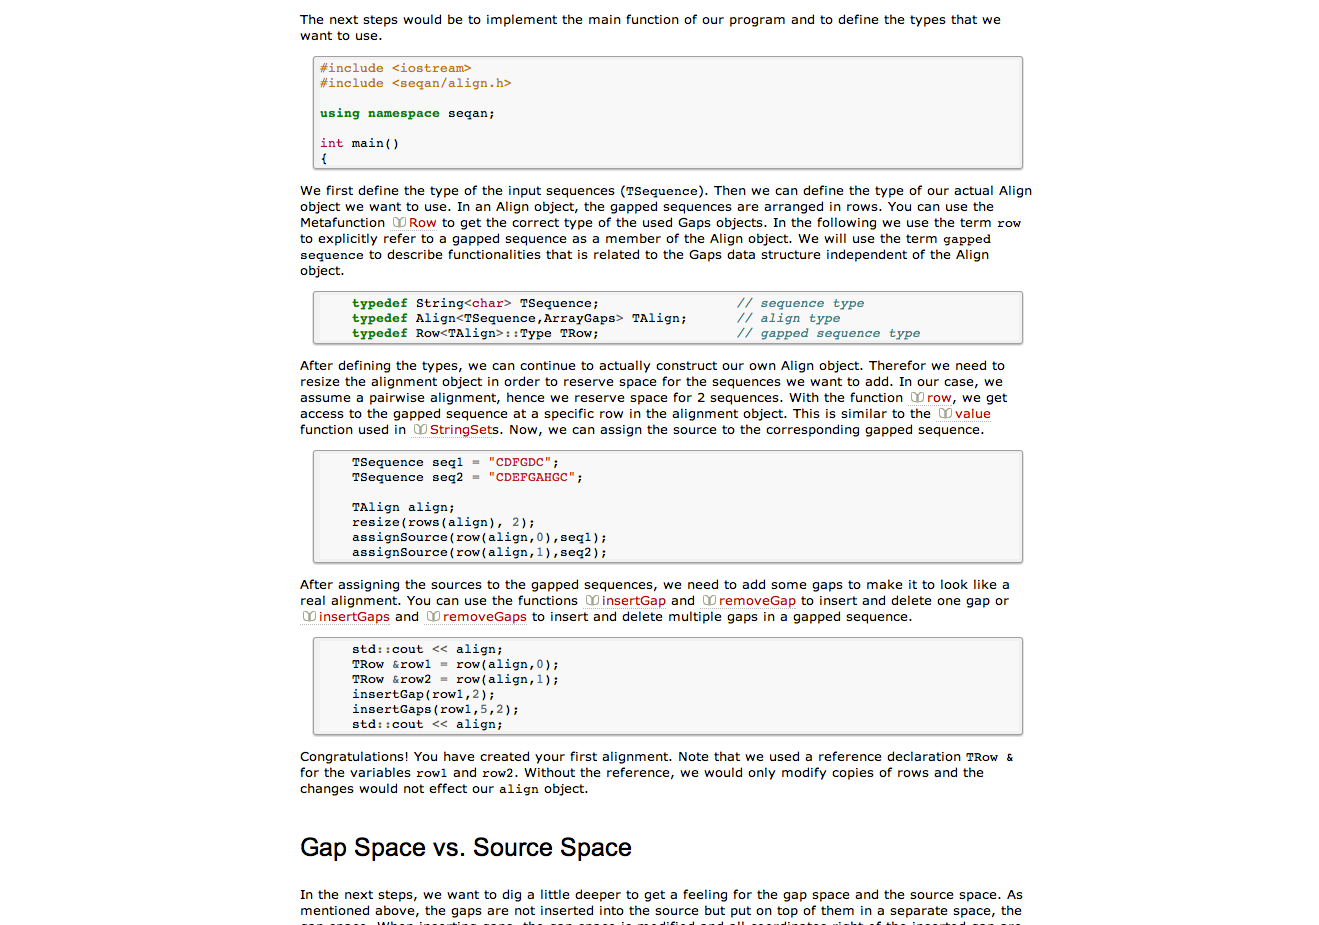 The next steps would be to implement the main function of our program and to define the types that we
want to use.
#include <iostream>
#include <seqan/align.h>
using namespace seqan;
int main()
{
We first define the type of the input sequences (TSequence). Then we can define the type of our actual Align
object we want to use. In an Align object, the gapped sequences are arranged in rows. You can use the
Metafunction Row to get the correct type of the used Gaps objects. In the following we use the term row
to explicitly refer to a gapped sequence as a member of the Align object. We will use the term gapped
sequence to describe functionalities that is related to the Gaps data structure independent of the Align
object.
typedef String<char> TSequence; // sequence type
typedef Align<TSequence,ArrayGaps> TAlign; // align type
typedef Row<TAlign>::Type TRow; // gapped sequence type
After defining the types, we can continue to actually construct our own Align object. Therefor we need to
resize the alignment object in order to reserve space for the sequences we want to add. In our case, we
assume a pairwise alignment, hence we reserve space for 2 sequences. With the function row, we get
access to the gapped sequence at a specific row in the alignment object. This is similar to the value
function used in StringSets. Now, we can assign the source to the corresponding gapped sequence.
TSequence seq1 = "CDFGDC";
TSequence seq2 = "CDEFGAHGC";
TAlign align;
resize(rows(align), 2);
assignSource(row(align,0),seq1);
assignSource(row(align,1),seq2);
After assigning the sources to the gapped sequences, we need to add some gaps to make it to look like a
real alignment. You can use the functions insertGap and removeGap to insert and delete one gap or
insertGaps and removeGaps to insert and delete multiple gaps in a gapped sequence.
std::cout << align;
TRow &row1 = row(align,0);
TRow &row2 = row(align,1);
insertGap(row1,2);
insertGaps(row1,5,2);
std::cout << align;
Congratulations! You have created your first alignment. Note that we used a reference declaration TRow &
for the variables row1 and row2. Without the reference, we would only modify copies of rows and the
changes would not effect our align object.
Gap Space vs. Source Space
In the next steps, we want to dig a little deeper to get a feeling for the gap space and the source space. As
mentioned above, the gaps are not inserted into the source but put on top of them in a separate space, the
gap space. When inserting gaps, the gap space is modified and all coordinates right of the inserted gap are